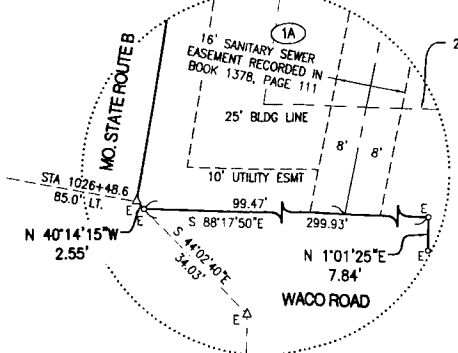 1A
16' SANITARY SEWER
EASEMENT RECORDED IN
BOOK 1378, PAGE 111
2
MO. STATE ROUTE B
25' BLDG LINE
8'
8'
10' UTILITY ESMT
STA 1026+48.6
85.0' LT.
E
E
99.47'
S 88°17'50"E
299.93'
E
N 40°14'15"W
2.55'
S 44°02'40"E
34.03'
N 1°01'25"E
7.84'
E
WACO ROAD
E